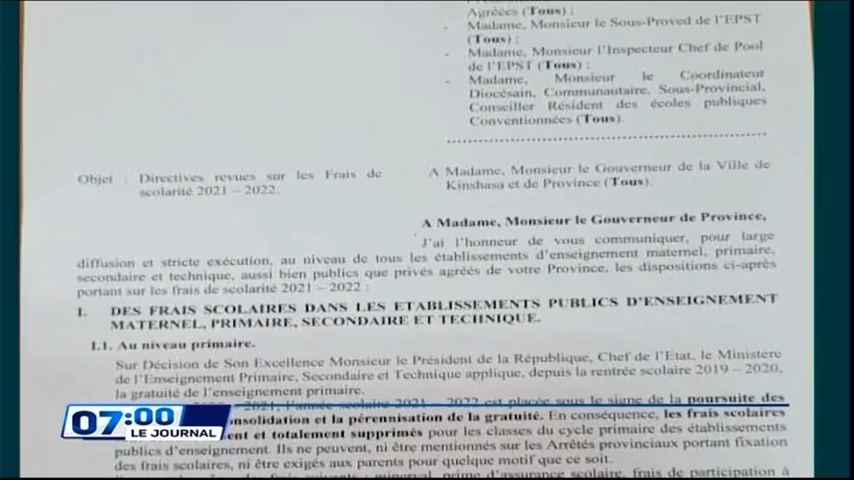 Agréées (Tous) ;
- Madame, Monsieur le Sous-Proved de l'EPST
(Tous) ;
- Madame, Monsieur l'Inspecteur Chef de Pool
de l'EPST (Tous) ;
- Madame, Monsieur le Coordinateur
Diocésain, Communautaire, Sous-Provincial,
Conseiller Résident des écoles publiques
Conventionnées (Tous).
Objet : Directives revues sur les Frais de
scolarité 2021 – 2022.
A Madame, Monsieur le Gouverneur de la Ville de
Kinshasa et de Province (Tous).
A Madame, Monsieur le Gouverneur de Province,
J'ai l'honneur de vous communiquer, pour large
diffusion et stricte exécution, au niveau de tous les établissements d'enseignement maternel, primaire,
secondaire et technique, aussi bien publics que privés agréés de votre Province, les dispositions ci-après
portant sur les frais de scolarité 2021 – 2022 :
I. DES FRAIS SCOLAIRES DANS LES ETABLISSEMENTS PUBLICS D'ENSEIGNEMENT
MATERNEL, PRIMAIRE, SECONDAIRE ET TECHNIQUE.
I.1. Au niveau primaire.
Sur Décision de Son Excellence Monsieur le Président de la République, Chef de l'Etat, le Ministère
de l'Enseignement Primaire, Secondaire et Technique applique, depuis la rentrée scolaire 2019 – 2020,
la gratuité de l'enseignement primaire.
2021, l'année scolaire 2021 – 2022 est placée sous le signe de la poursuite des
consolidation et la pérennisation de la gratuité. En conséquence, les frais scolaires
et totalement supprimés pour les classes du cycle primaire des établissements
publics d'enseignement. Ils ne peuvent, ni être mentionnés sur les Arrêtés provinciaux portant fixation
des frais scolaires, ni être exigés aux parents pour quelque motif que ce soit.
minerval, prime d'assurance scolaire, frais de participation à
07:00
LE JOURNAL